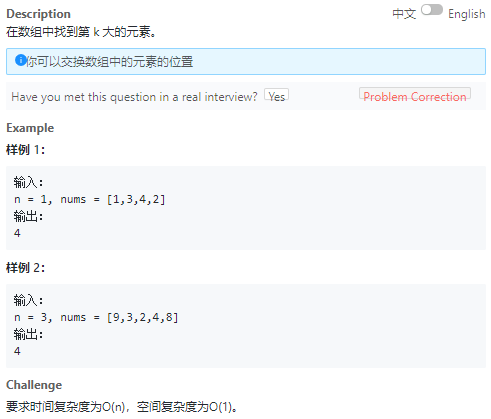 Description 中文 English
在数组中找到第 k 大的元素。
你可以交换数组中的元素的位置
Have you met this question in a real interview? Yes Problem Correction
Example
样例 1:
输入:
n = 1, nums = [1,3,4,2]
输出:
4
样例 2:
输入:
n = 3, nums = [9,3,2,4,8]
输出:
4
Challenge
要求时间复杂度为O(n)，空间复杂度为O(1)。